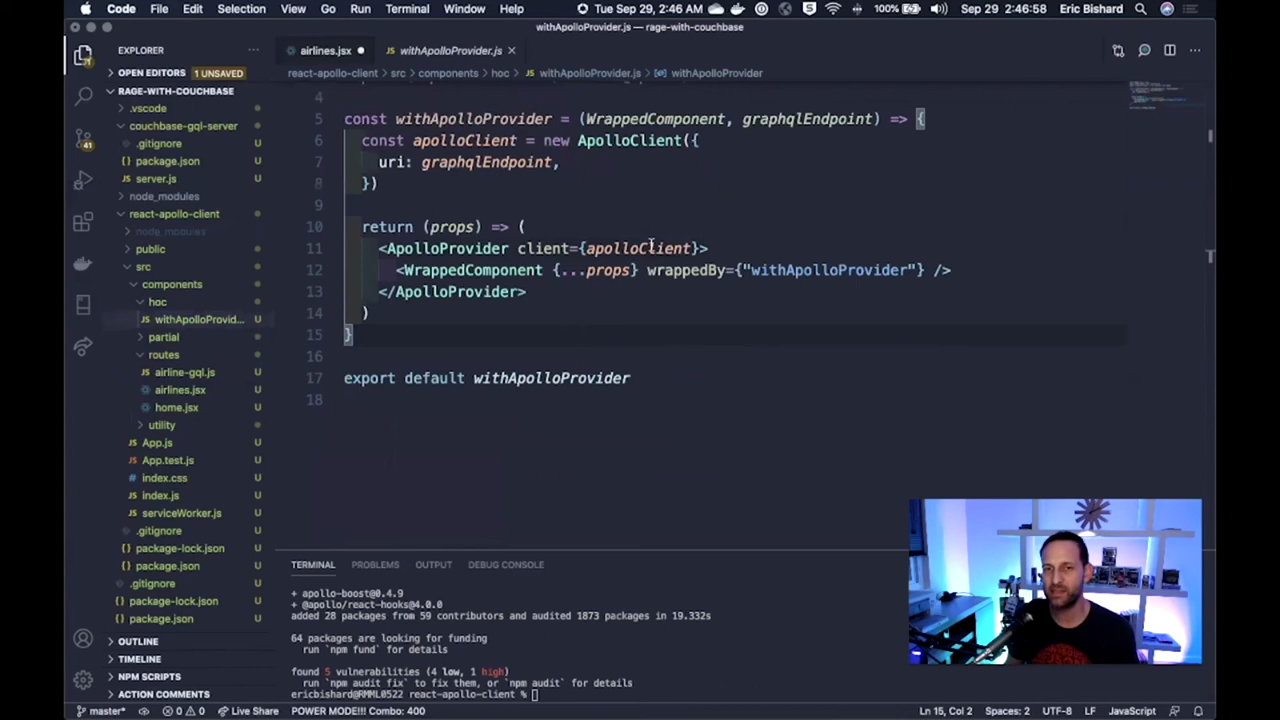 Code File Edit Selection View Go Run Terminal Window Help Tue Sep 29, 2:46 AM 100% Sep 29 2:46:58 Eric Bishard
withApolloProvider.js — rage-with-couchbase
EXPLORER
airlines.jsx
JS withApolloProvider.js
OPEN EDITORS 1 UNSAVED
react-apollo-client > src > components > hoc > JS withApolloProvider.js > withApolloProvider
RAGE-WITH-COUCHBASE
.vscode
couchbase-gql-server
.gitignore U
package.json U
JS server.js U
node_modules
react-apollo-client
node_modules
public
src
components
hoc
JS withApolloProvid... U
partial
routes
JS airline-gql.js U
airlines.jsx U
home.jsx U
utility
JS App.js U
JS App.test.js U
index.css U
JS index.js U
JS serviceWorker.js U
.gitignore U
{} package-lock.json U
{} package.json U
.gitignore U
{} package-lock.json U
{} package.json U
OUTLINE
TIMELINE
NPM SCRIPTS
ACTION COMMENTS
4
5 const withApolloProvider = (WrappedComponent, graphqlEndpoint) => {
6 const apolloClient = new ApolloClient({
7 uri: graphqlEndpoint,
8 })
9
10 return (props) => (
11 <ApolloProvider client={apolloClient}>
12 <WrappedComponent {...props} wrappedBy={"withApolloProvider"} />
13 </ApolloProvider>
14 )
15 }
16
17 export default withApolloProvider
18
TERMINAL PROBLEMS OUTPUT DEBUG CONSOLE
+ apollo-boost@0.4.9
+ @apollo/react-hooks@4.0.0
added 28 packages from 59 contributors and audited 1873 packages in 19.332s
64 packages are looking for funding
run `npm fund` for details
found 5 vulnerabilities (4 low, 1 high)
run `npm audit fix` to fix them, or `npm audit` for details
ericbishard@RMML0522 react-apollo-client %
master* 0 0 Live Share POWER MODE!!! Combo: 400 Ln 15, Col 2 Spaces: 2 UTF-8 LF JavaScript